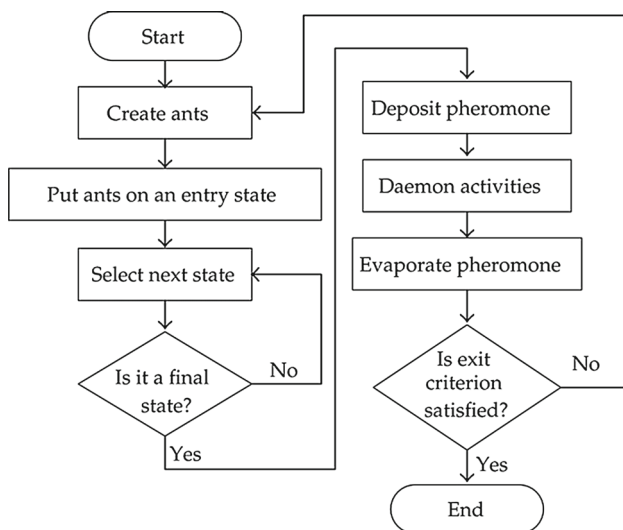 Start
Create ants
Put ants on an entry state
Select next state
Is it a final
state?
No
Yes
Deposit pheromone
Daemon activities
Evaporate pheromone
Is exit
criterion
satisfied?
No
Yes
End